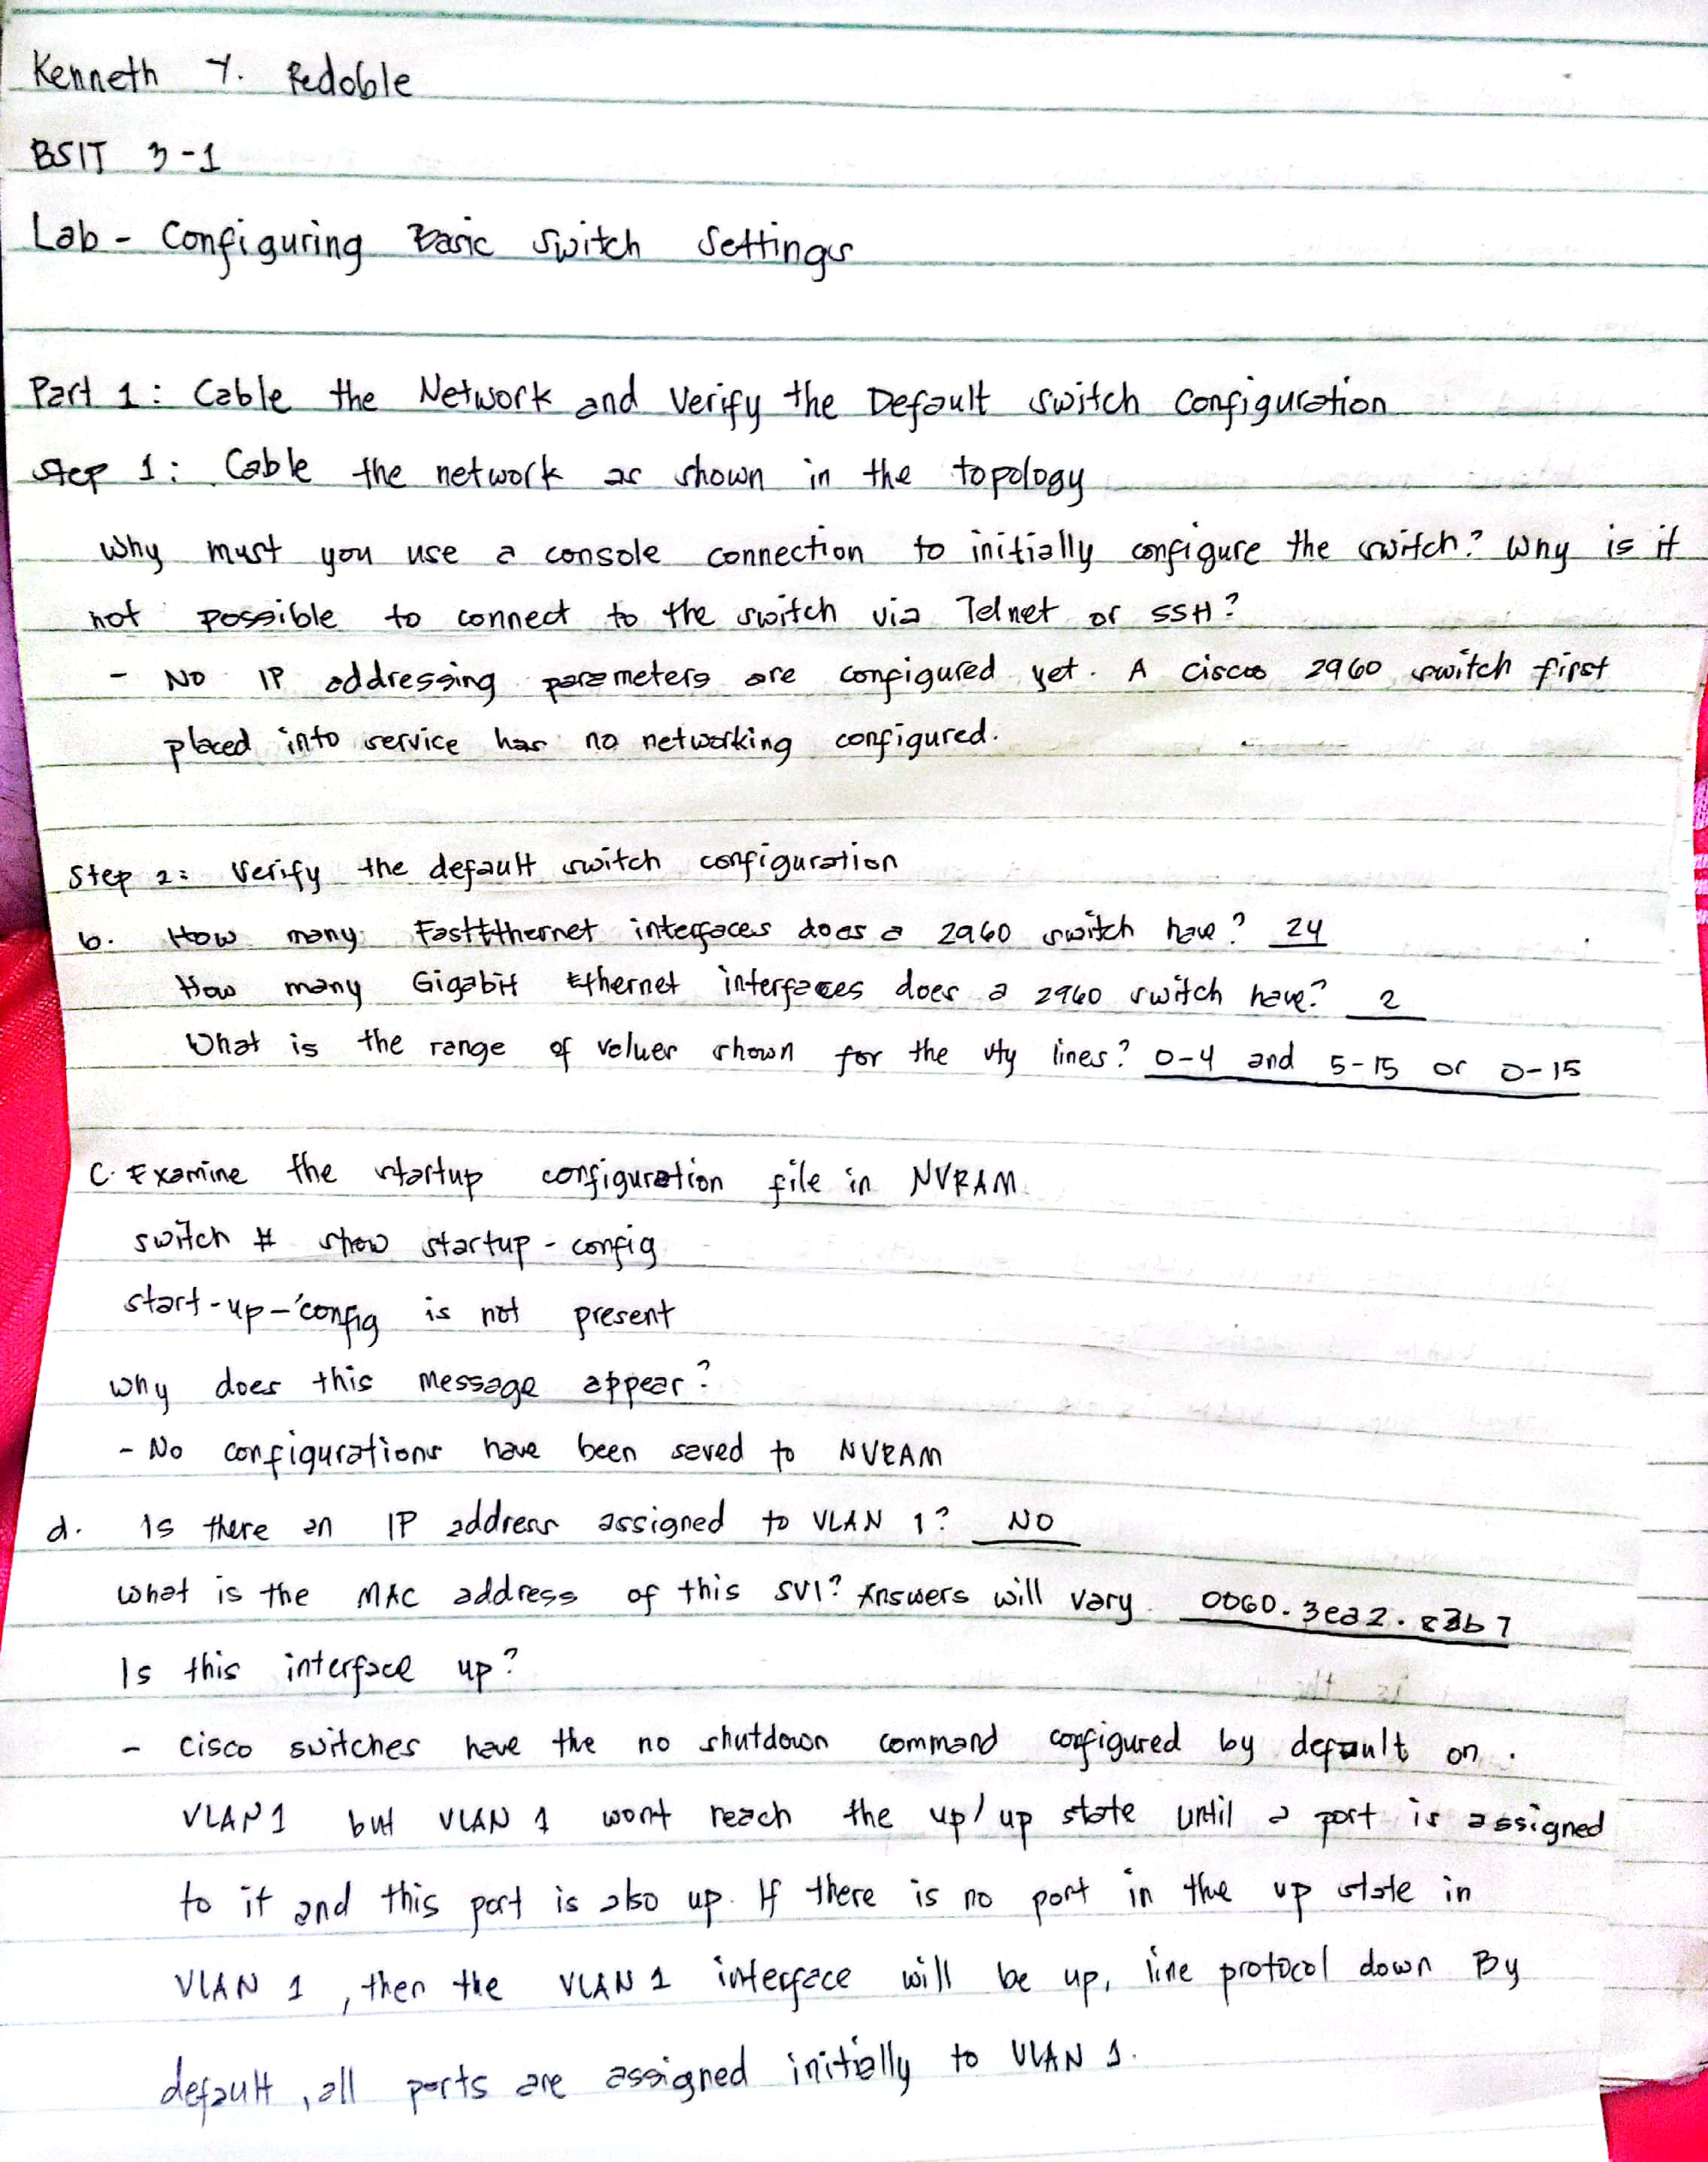 Kenneth Y. Redoble
BSIT 3-1
Lab - Configuring Basic Switch Settings
Part 1: Cable the Network and Verify the Default switch Configuration
Step 1: Cable the network as shown in the topology
Why must you use a console connection to initially configure the switch? Why is it
not possible to connect to the switch via Telnet or SSH?
- No IP addressing parameters are configured yet. A cisco 2960 switch first
placed into service has no networking configured.
Step 2: Verify the default switch configuration
b. How many FastEthernet interfaces does a 2960 switch have? 24
How many Gigabit Ethernet interfaces does a 2960 switch have? 2
What is the range of values shown for the vty lines? 0-4 and 5-15 or 0-15
C. Examine the startup configuration file in NVRAM
switch # show startup - config
start-up-config is not present
why does this message appear?
- No configurations have been saved to NVRAM
d. Is there an IP address assigned to VLAN 1? NO
What is the MAC address of this SVI? Answers will vary.
Is this interface up?
- cisco switches have the no shutdown command configured by default on.
VLAN 1 but VLAN 1 wont reach the up/up state until a port is assigned
to it and this port is also up. If there is no port in the up state in
VLAN 1, then the VLAN 1 interface will be up, line protocol down By
default, all ports are assigned initially to VLAN 1.